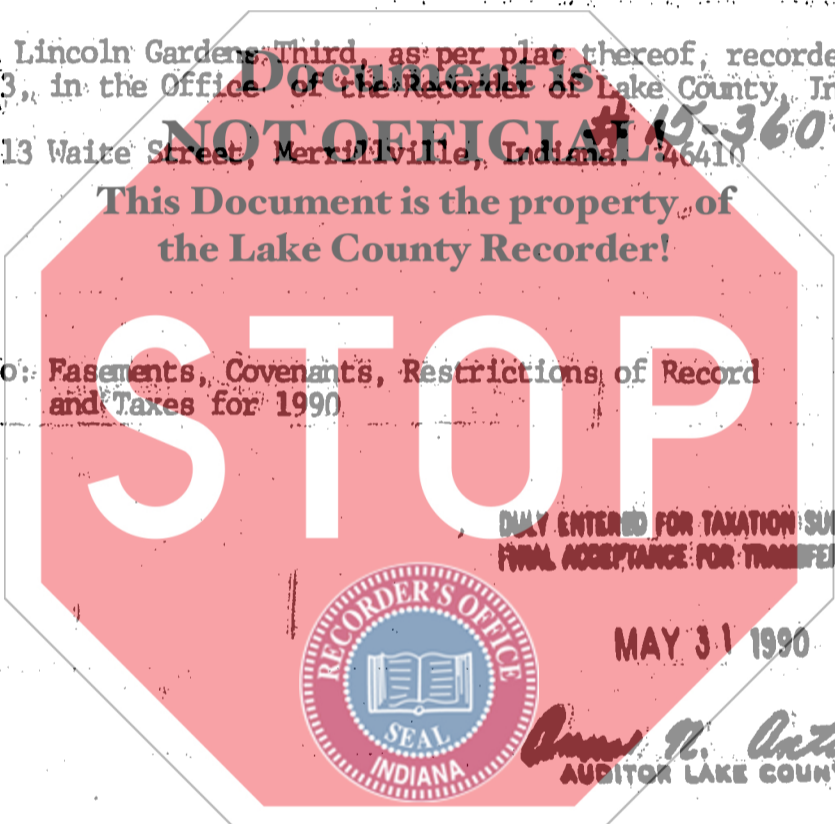 Lincoln Gardens Third, as per plat thereof, recorde
Document is
3, in the Office of the Recorder of Lake County, In
NOT OFFICIAL!
#15-360
13 Waite Street, Merrillville, Indiana. 46410
This Document is the property of
the Lake County Recorder!
STOP
o: Easements, Covenants, Restrictions of Record
and Taxes for 1990
DULY ENTERED FOR TAXATION SU
FINAL ACCEPTANCE FOR TRANSFE
RECORDER'S OFFICE
MAY 31 1990
SEAL
INDIANA
N.
AUDITOR LAKE COUN